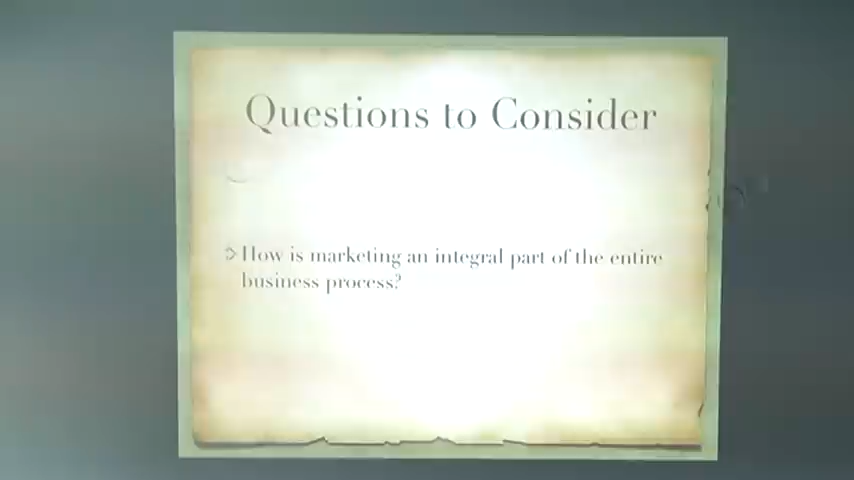 Questions to Consider
How is marketing an integral part of the entire
business process?